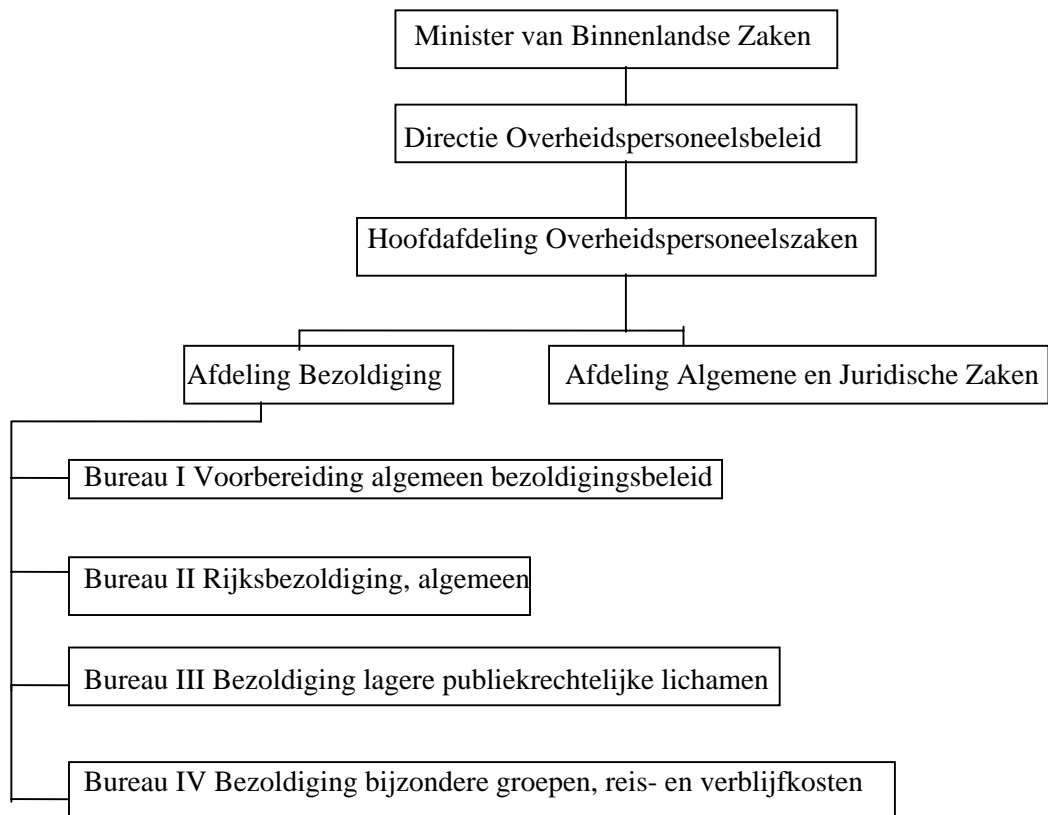 Minister van Binnenlandse Zaken
Directie Overheidspersoneelsbeleid
Hoofdafdeling Overheidspersoneelszaken
Afdeling Bezoldiging
Afdeling Algemene en Juridische Zaken
Bureau I Voorbereiding algemeen bezoldigingsbeleid
Bureau II Rijksbezoldiging, algemeen
Bureau III Bezoldiging lagere publiekrechtelijke lichamen
Bureau IV Bezoldiging bijzondere groepen, reis- en verblijfkosten